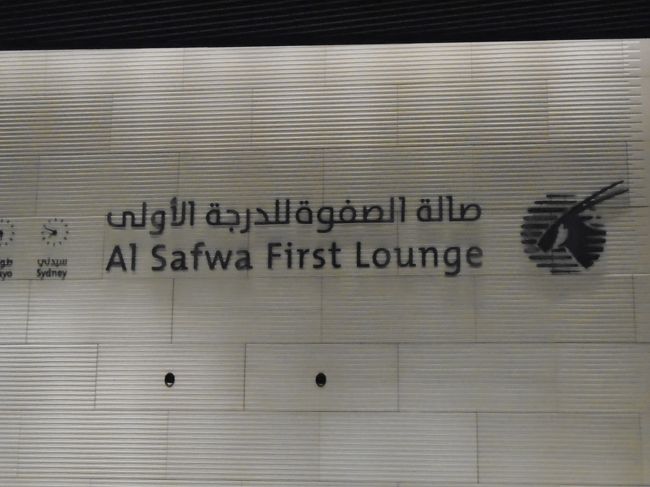 صالة الصفوة للدرجة الأولى
Al Safwa First Lounge
سيدني
Sydney